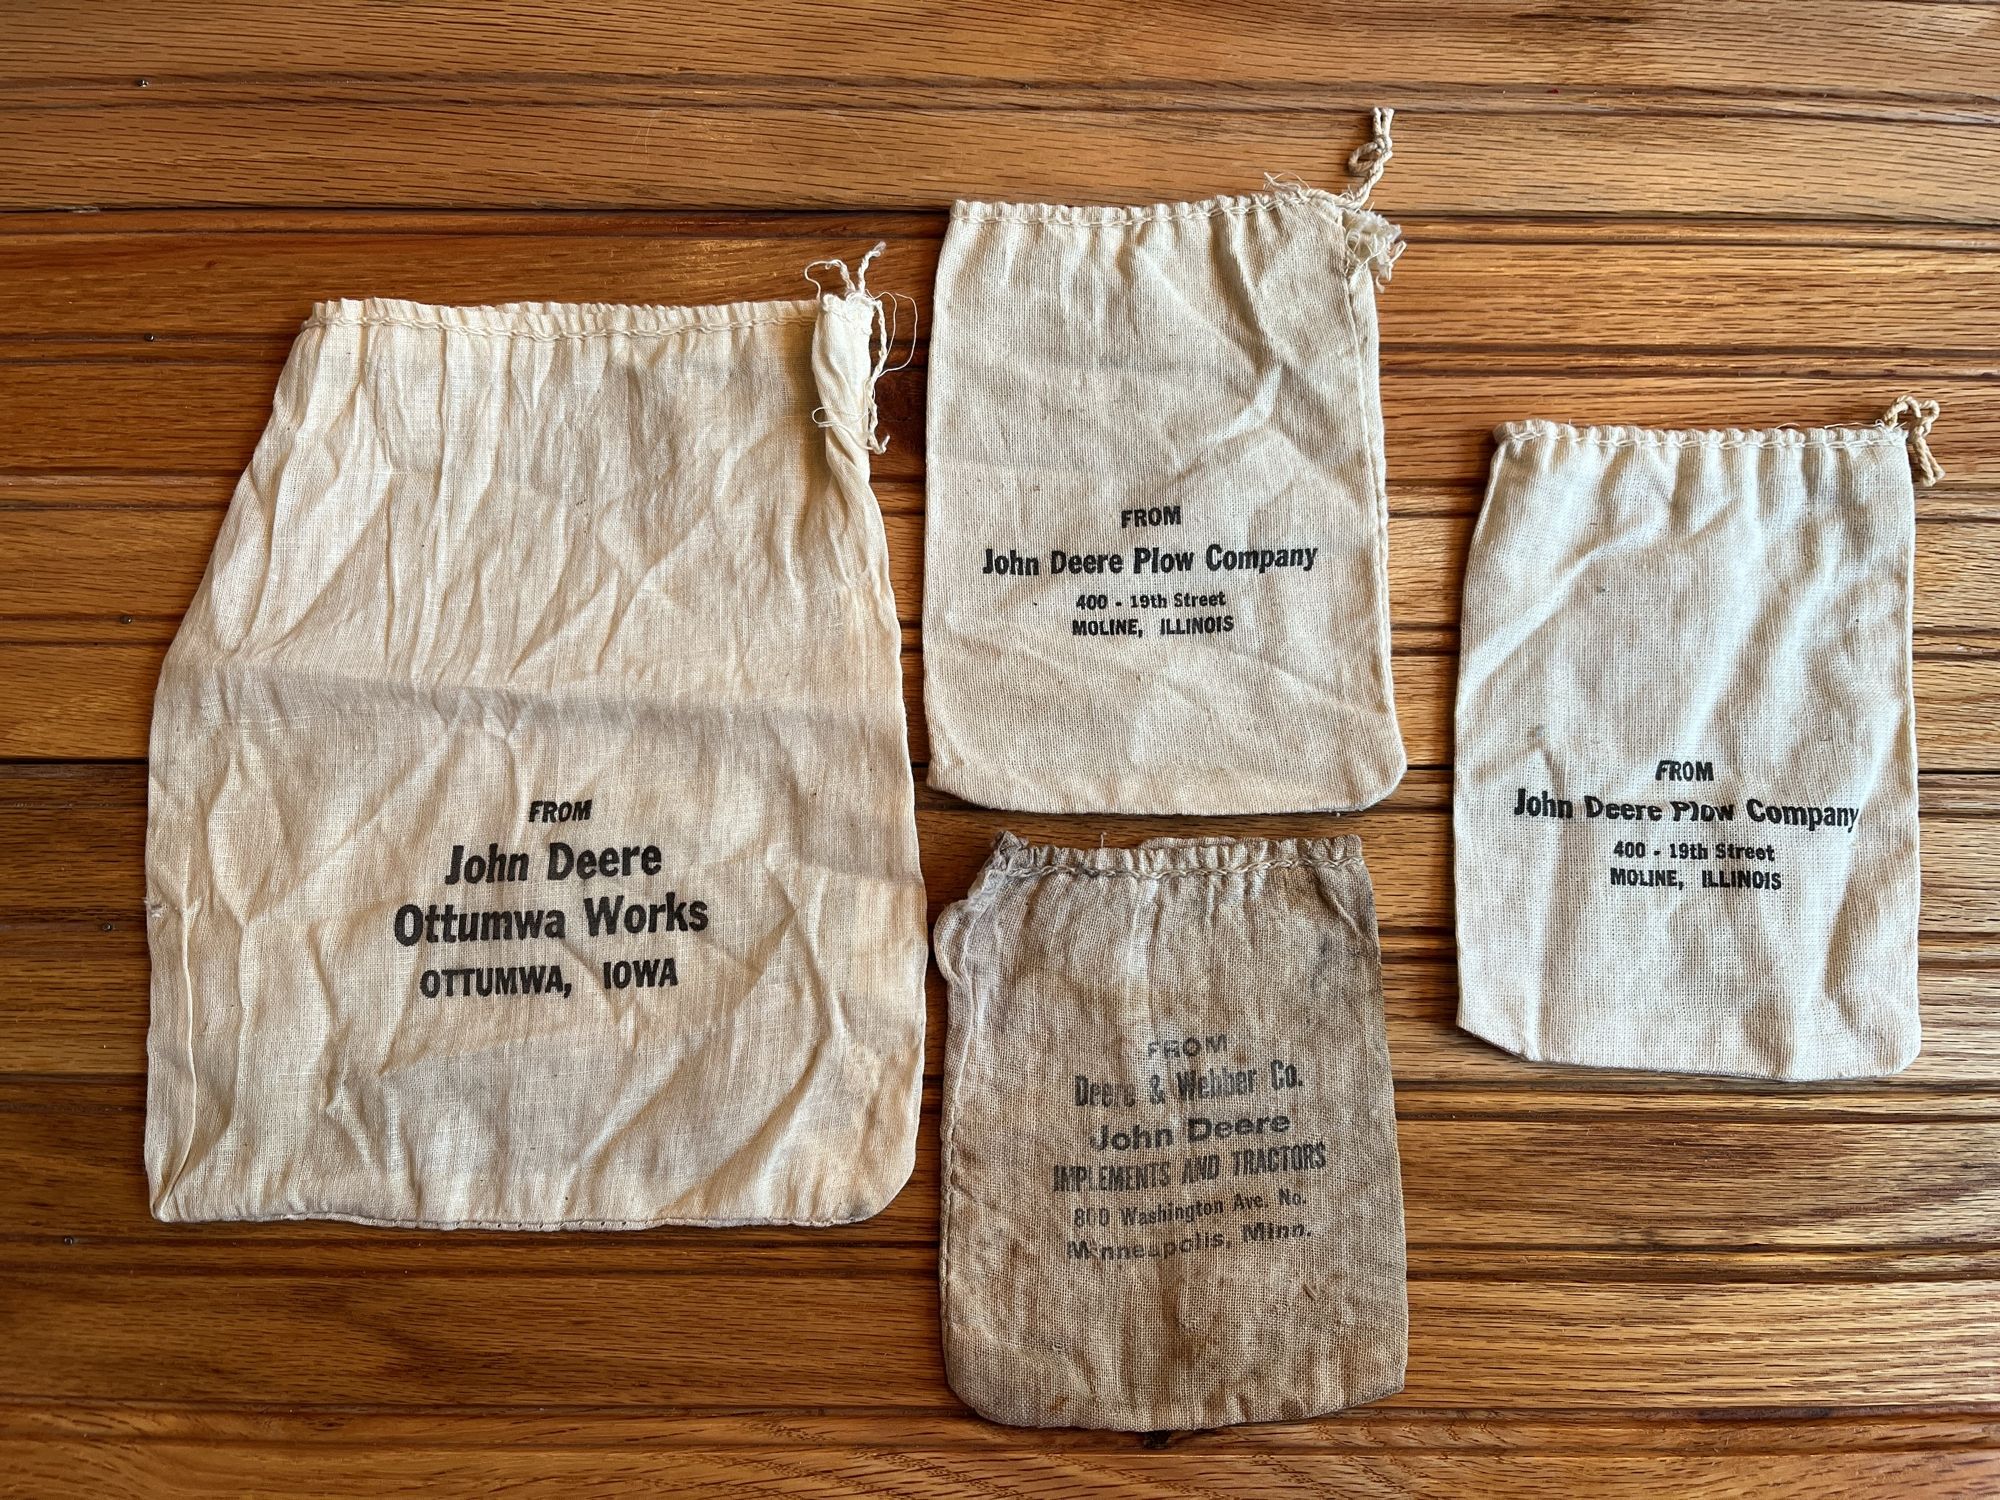 FROM
John Deere
Ottumwa Works
OTTUMWA, IOWA
FROM
John Deere Plow Company
400 - 19th Street
MOLINE, ILLINOIS
FROM
John Deere Plow Company
400 - 19th Street
MOLINE, ILLINOIS
FROM
Deere & Webber Co.
John Deere
IMPLEMENTS AND TRACTORS
800 Washington Ave. No.
Minneapolis, Minn.